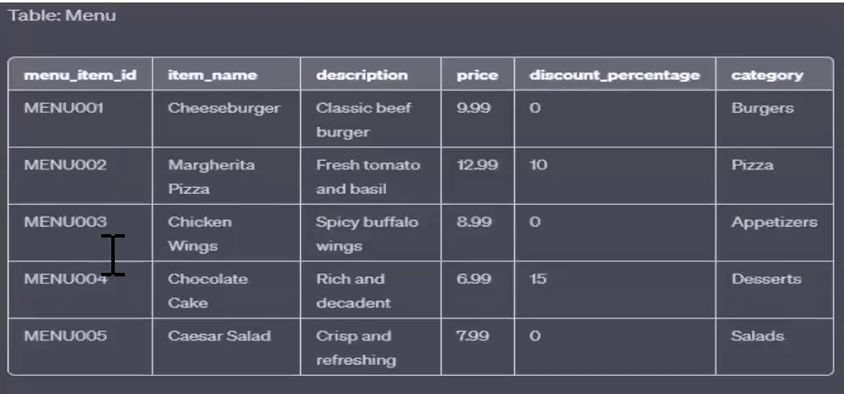 Table: Menu
menu_item_id item_name description price discount_percentage category
MENU001 Cheeseburger Classic beef 9.99 0 Burgers
burger
MENU002 Margherita Fresh tomato 12.99 10 Pizza
Pizza and basil
MENU003 Chicken Spicy buffalo 8.99 0 Appetizers
Wings wings
MENU004 Chocolate Rich and 6.99 15 Desserts
Cake decadent
MENU005 Caesar Salad Crisp and 7.99 0 Salads
refreshing